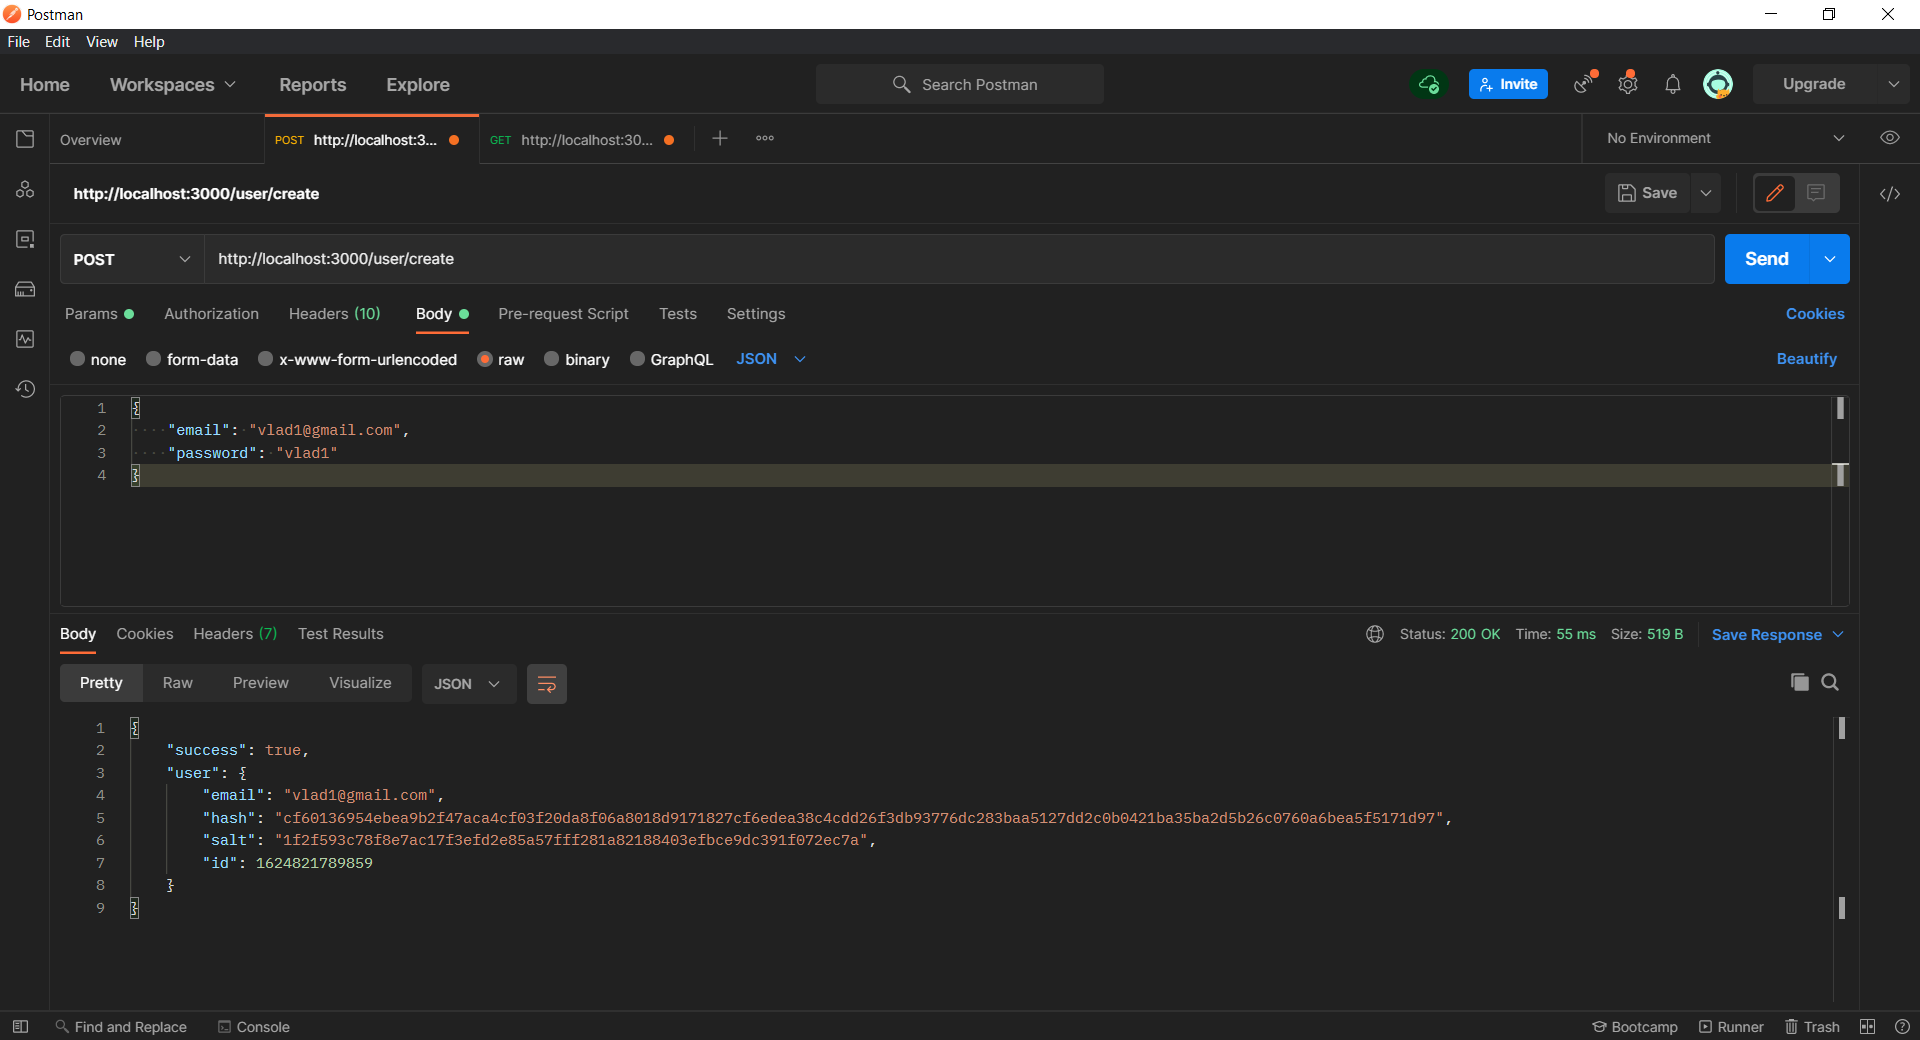 Postman
File Edit View Help
Home Workspaces Reports Explore Search Postman Invite Upgrade
Overview POST http://localhost:3... GET http://localhost:30... No Environment
http://localhost:3000/user/create Save
POST http://localhost:3000/user/create Send
Params Authorization Headers (10) Body Pre-request Script Tests Settings Cookies
none form-data x-www-form-urlencoded raw binary GraphQL JSON Beautify
1 {
2 "email": "vlad1@gmail.com",
3 "password": "vlad1"
4 }
Body Cookies Headers (7) Test Results Status: 200 OK Time: 55 ms Size: 519 B Save Response
Pretty Raw Preview Visualize JSON
1 {
2 "success": true,
3 "user": {
4 "email": "vlad1@gmail.com",
5 "hash": "cf60136954ebea9b2f47aca4cf03f20da8f06a8018d9171827cf6edea38c4cdd26f3db93776dc283baa5127dd2c0b0421ba35ba2d5b26c0760a6bea5f5171d97",
6 "salt": "1f2f593c78f8e7ac17f3efd2e85a57fff281a82188403efbce9dc391f072ec7a",
7 "id": 1624821789859
8 }
9 }
Find and Replace Console Bootcamp Runner Trash